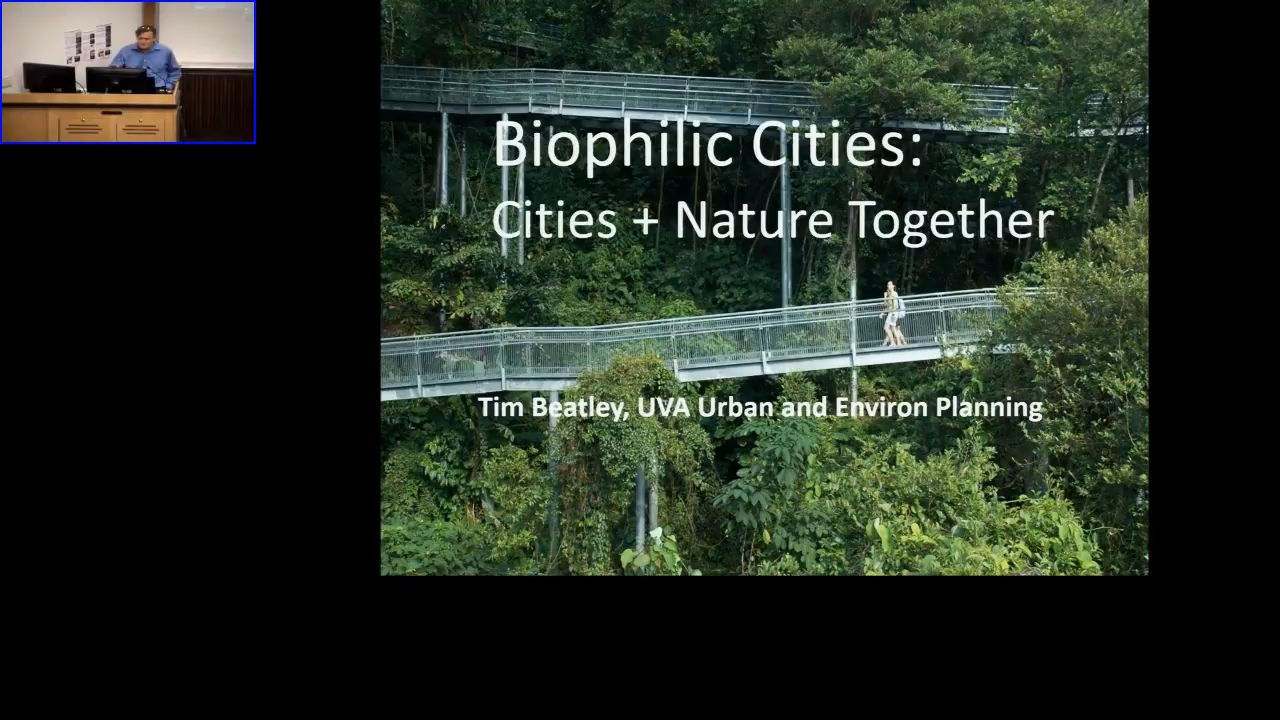 Biophilic Cities:
Cities + Nature Together
Tim Beatley, UVA Urban and Environ Planning